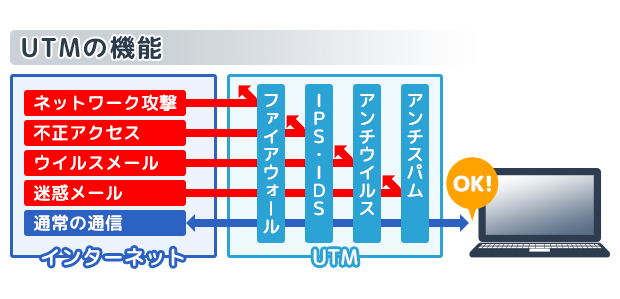 UTMの機能
ネットワーク攻撃
不正アクセス
ウイルスメール
迷惑メール
通常の通信
インターネット
ファイアウォール
IPS・IDS
アンチウイルス
アンチスパム
UTM
OK!